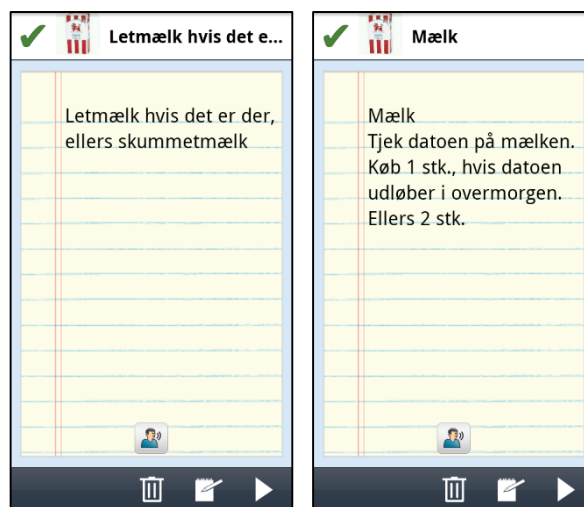 Letmælk hvis det e...
Letmælk hvis det er der,
ellers skummetmælk
Mælk
Mælk
Tjek datoen på mælken.
Køb 1 stk., hvis datoen
udløber i overmorgen.
Ellers 2 stk.